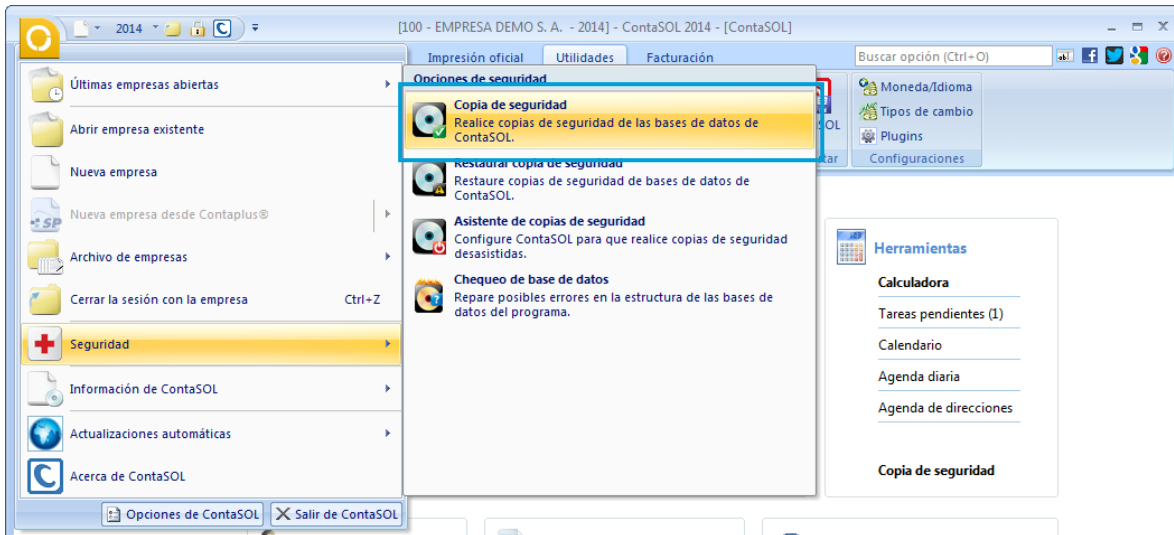 2014
[100 - EMPRESA DEMO S. A. - 2014] - ContaSOL 2014 - [ContaSOL]
Impresión oficial
Utilidades
Facturación
Buscar opción (Ctrl+O)
Últimas empresas abiertas
Abrir empresa existente
Nueva empresa
Nueva empresa desde Contaplus®
Archivo de empresas
Cerrar la sesión con la empresa Ctrl+Z
Seguridad
Información de ContaSOL
Actualizaciones automáticas
Acerca de ContaSOL
Opciones de ContaSOL
Salir de ContaSOL
Opciones de seguridad
Copia de seguridad
Realice copias de seguridad de las bases de datos de
ContaSOL.
Restaurar copia de seguridad
Restaure copias de seguridad de bases de datos de
ContaSOL.
Asistente de copias de seguridad
Configure ContaSOL para que realice copias de seguridad
desasistidas.
Chequeo de base de datos
Repare posibles errores en la estructura de las bases de
datos del programa.
Moneda/Idioma
Tipos de cambio
Plugins
Configuraciones
Herramientas
Calculadora
Tareas pendientes (1)
Calendario
Agenda diaria
Agenda de direcciones
Copia de seguridad